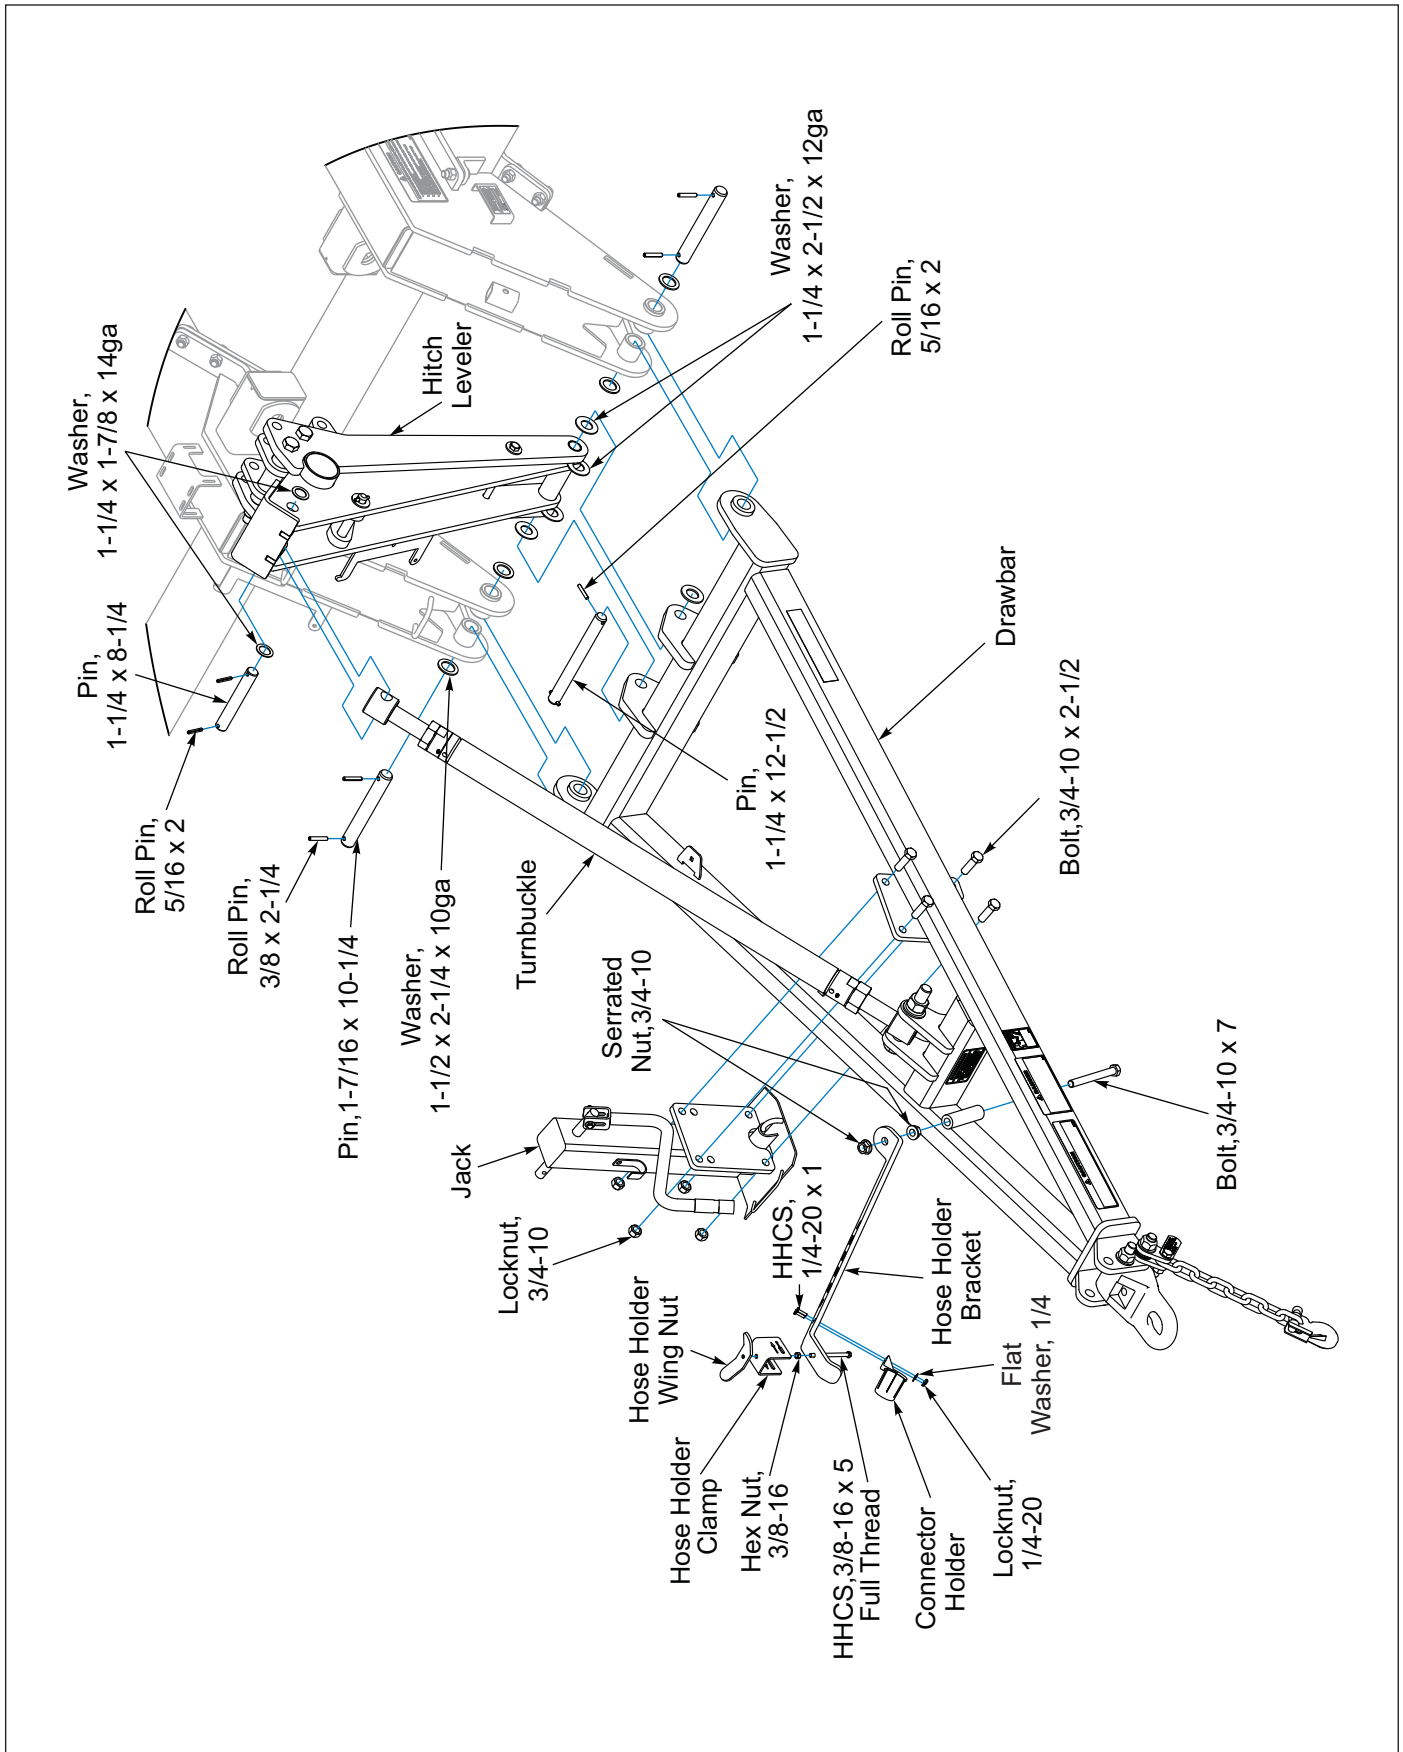 Washer,
1-1/4 x 1-7/8 x 14ga
Pin,
1-1/4 x 8-1/4
Roll Pin,
5/16 x 2
Roll Pin,
3/8 x 2-1/4
Pin,1-7/16 x 10-1/4
Washer,
1-1/2 x 2-1/4 x 10ga
Turnbuckle
Serrated
Nut,3/4-10
Jack
Locknut,
3/4-10
Hose Holder
Wing Nut
Hose Holder
Clamp
Hex Nut,
3/8-16
HHCS,
1/4-20 x 1
HHCS,3/8-16 x 5
Full Thread
Connector
Holder
Locknut,
1/4-20
Flat
Washer, 1/4
Hose Holder
Bracket
Bolt,3/4-10 x 7
Bolt,3/4-10 x 2-1/2
Drawbar
Pin,
1-1/4 x 12-1/2
Roll Pin,
5/16 x 2
Washer,
1-1/4 x 2-1/2 x 12ga
Hitch
Leveler